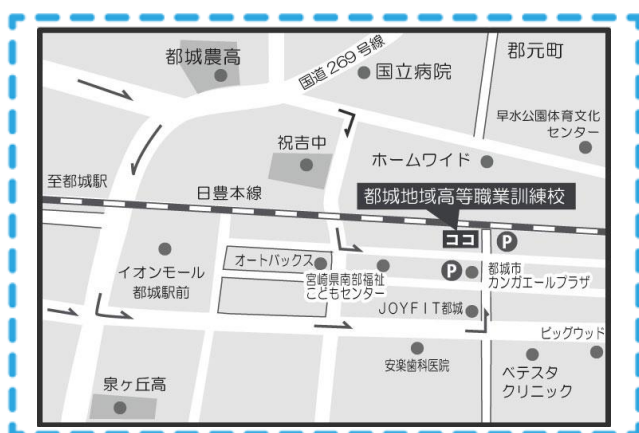 都城農高
国道269号線
国立病院
郡元町
早水公園体育文化
センター
祝吉中
ホームワイド
至都城駅
日豊本線
都城地域高等職業訓練校
ココ
P
イオンモール
都城駅前
オートバックス
宮崎県南部福祉
こどもセンター
P
都城市
カンガエールプラザ
JOYFIT都城
ビッグウッド
安楽歯科医院
ベテスタ
クリニック
泉ヶ丘高